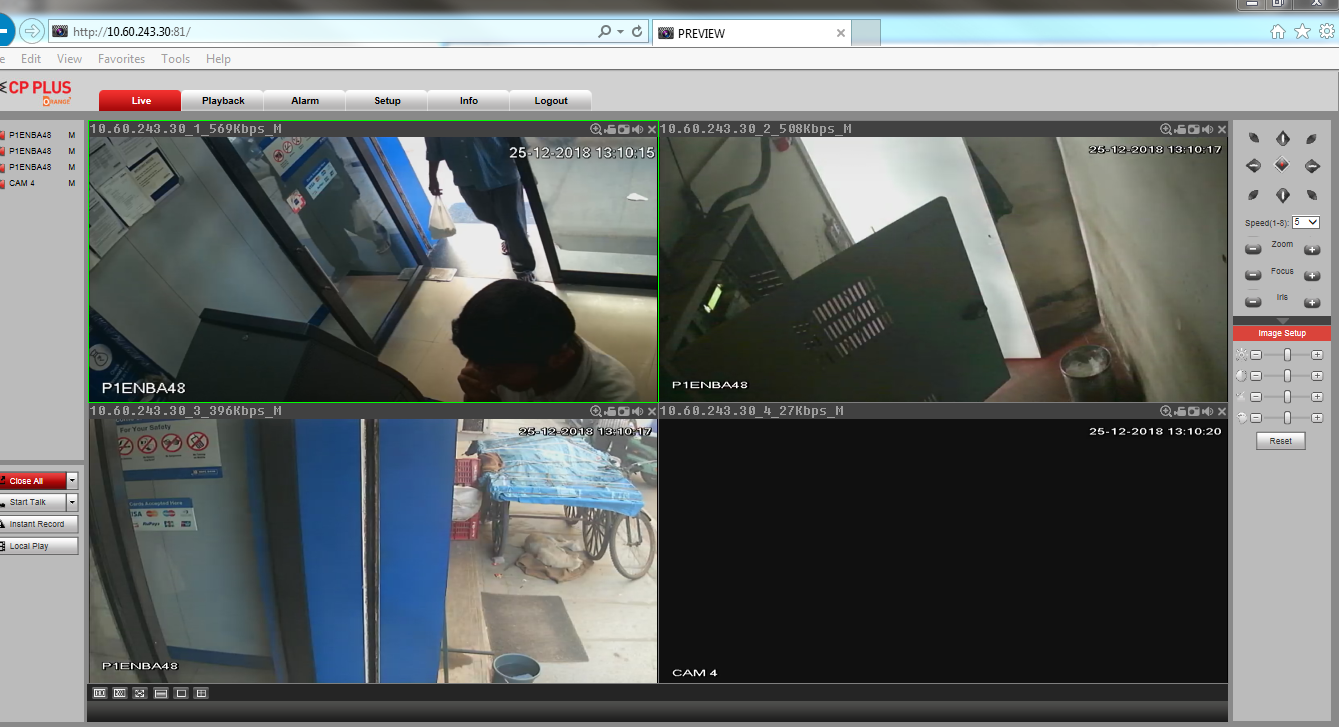 http://10.60.243.30:81/
PREVIEW
Edit View Favorites Tools Help
CP PLUS
ORANGE
Live Playback Alarm Setup Info Logout
P1ENBA48 M
P1ENBA48 M
P1ENBA48 M
CAM 4 M
10.60.243.30_1_569Kbps_M
25-12-2018 13:10:15
P1ENBA48
10.60.243.30_2_508Kbps_M
25-12-2018 13:10:17
P1ENBA48
10.60.243.30_3_396Kbps_M
25-12-2018 13:10:17
For Your Safety
Cards Accepted Here
VISA
RuPay
P1ENBA48
10.60.243.30_4_27Kbps_M
25-12-2018 13:10:20
CAM 4
Speed(1-8): 5
Zoom
Focus
Iris
Image Setup
Reset
Close All
Start Talk
Instant Record
Local Play